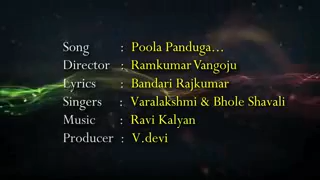 Song : Poola Panduga...
Director : Ramkumar Vangoju
Lyrics : Bandari Rajkumar
Singers : Varalakshmi & Bhole Shavali
Music : Ravi Kalyan
Producer : V.devi